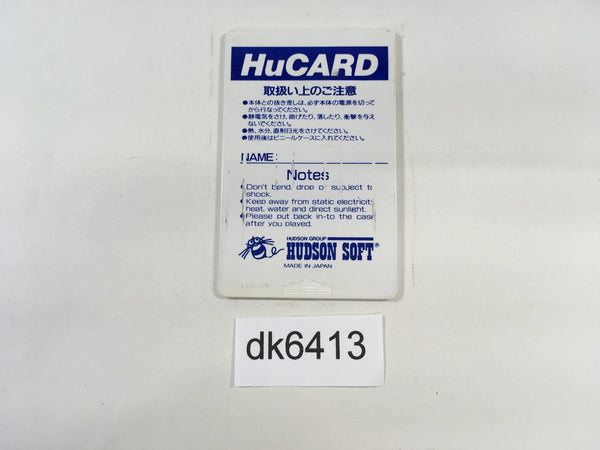 HuCARD
取扱い上のご注意
●本体との抜き差しは、必ず本体の電源を切って
から行なってください。
●静電気をさけ、曲げたり、落したり、衝撃を与え
ないでください。
●熱、水分、直射日光をさけてください。
●使用後はビニールケースに入れてください。
NAME:
Notes
●Don't bend, drop or subject to
shock.
●Keep away from static electricity,
heat, water and direct sunlight.
●Please put back in-to the case
after you played.
HUDSON GROUP
HUDSON SOFT®
MADE IN JAPAN
dk6413